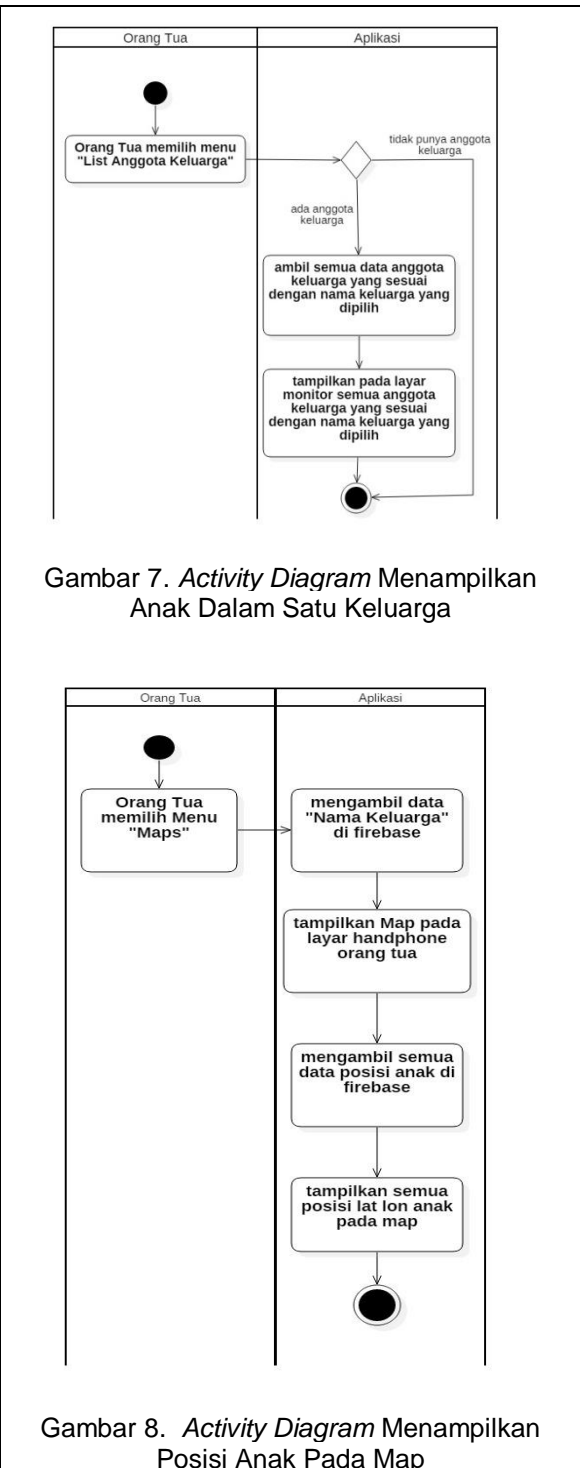 Orang Tua
Aplikasi
Orang Tua memilih menu
"List Anggota Keluarga"
tidak punya anggota
keluarga
ada anggota
keluarga
ambil semua data anggota
keluarga yang sesuai
dengan nama keluarga yang
dipilih
tampilkan pada layar
monitor semua anggota
keluarga yang sesuai
dengan nama keluarga yang
dipilih
Gambar 7. Activity Diagram Menampilkan
Anak Dalam Satu Keluarga
Orang Tua
Aplikasi
Orang Tua
memilih Menu
"Maps"
mengambil data
"Nama Keluarga"
di firebase
tampilkan Map pada
layar handphone
orang tua
mengambil semua
data posisi anak di
firebase
tampilkan semua
posisi lat lon anak
pada map
Gambar 8. Activity Diagram Menampilkan
Posisi Anak Pada Map